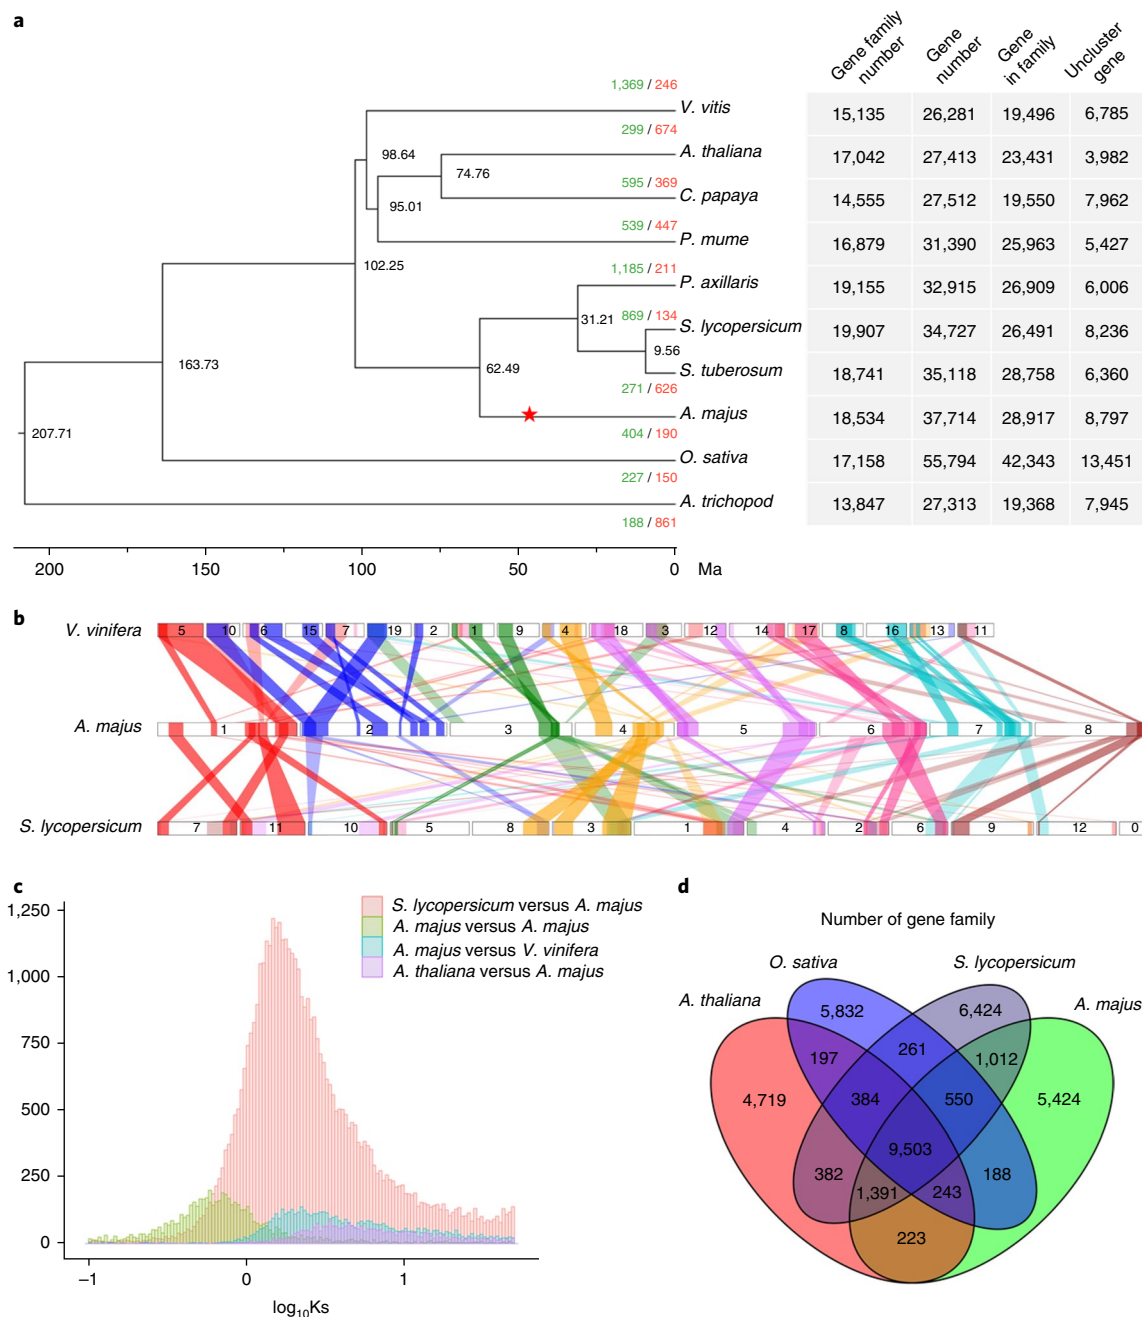 a
Gene family number
Gene number
Gene in family
Uncluster gene
1,369 / 246
V. vitis
15,135 26,281 19,496 6,785
299 / 674
98.64
A. thaliana
17,042 27,413 23,431 3,982
74.76
595 / 369
C. papaya
14,555 27,512 19,550 7,962
95.01
539 / 447
P. mume
16,879 31,390 25,963 5,427
102.25
1,185 / 211
P. axillaris
19,155 32,915 26,909 6,006
31.21
869 / 134
S. lycopersicum
19,907 34,727 26,491 8,236
9.56
163.73
62.49
S. tuberosum
18,741 35,118 28,758 6,360
271 / 626
A. majus
18,534 37,714 28,917 8,797
207.71
404 / 190
O. sativa
17,158 55,794 42,343 13,451
227 / 150
A. trichopod
13,847 27,313 19,368 7,945
188 / 861
200 150 100 50 0 Ma
b
V. vinifera 5 10 6 15 7 19 2 1 9 4 18 3 12 14 17 8 16 13 11
A. majus 1 2 3 4 5 6 7 8
S. lycopersicum 7 11 10 5 8 3 1 4 2 6 9 12 0
c
S. lycopersicum versus A. majus
A. majus versus A. majus
A. majus versus V. vinifera
A. thaliana versus A. majus
1,250
1,000
750
500
250
0
–1 0 1
log10Ks
d
Number of gene family
O. sativa S. lycopersicum
A. thaliana A. majus
5,832 6,424
197 261 1,012
4,719 384 550 5,424
9,503
382 1,391 243 188
223